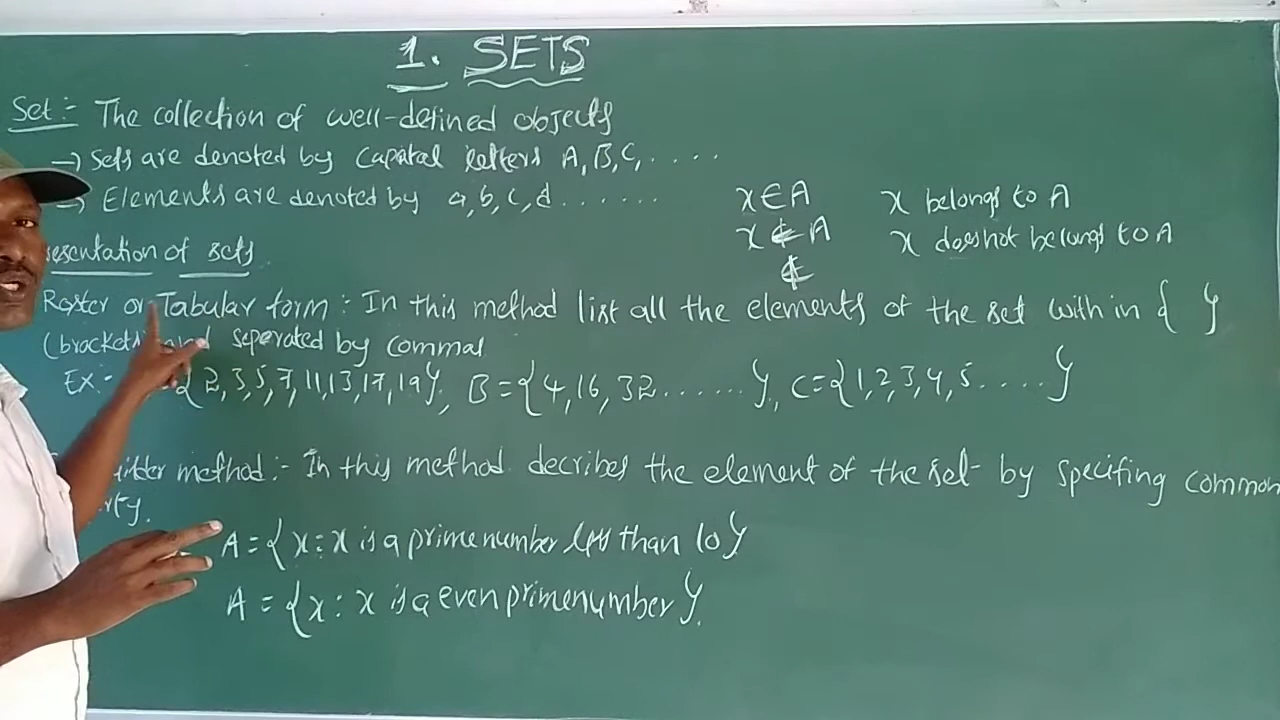 1. SETS
Set :- The collection of well-defined objects
→ Sets are denoted by capital letters A, B, C, . . . .
→ Elements are denoted by a, b, c, d . . . . . . .
x ∈ A x belongs to A
x ∉ A x does not belongs to A
∉
esentation of sets
Roster or Tabular form : In this method list all the elements of the set with in { }
(brackets) and seperated by commas
Ex :- { 2, 3, 5, 7, 11, 13, 17, 19 }, B = { 4, 16, 32 . . . . . . . }, C = { 1, 2, 3, 4, 5 . . . . . }
ilder method :- In this method decribes the element of the set by specifing common
rty.
A = { x : x is a prime number less than 10 }
A = { x : x is a even prime number }.